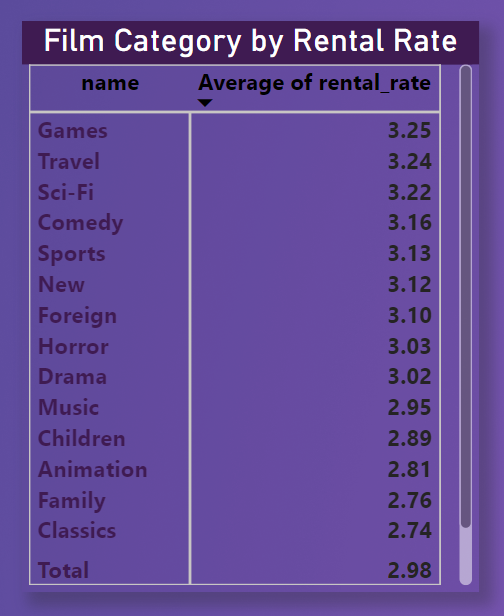 Film Category by Rental Rate
name Average of rental_rate
Games 3.25
Travel 3.24
Sci-Fi 3.22
Comedy 3.16
Sports 3.13
New 3.12
Foreign 3.10
Horror 3.03
Drama 3.02
Music 2.95
Children 2.89
Animation 2.81
Family 2.76
Classics 2.74
Total 2.98